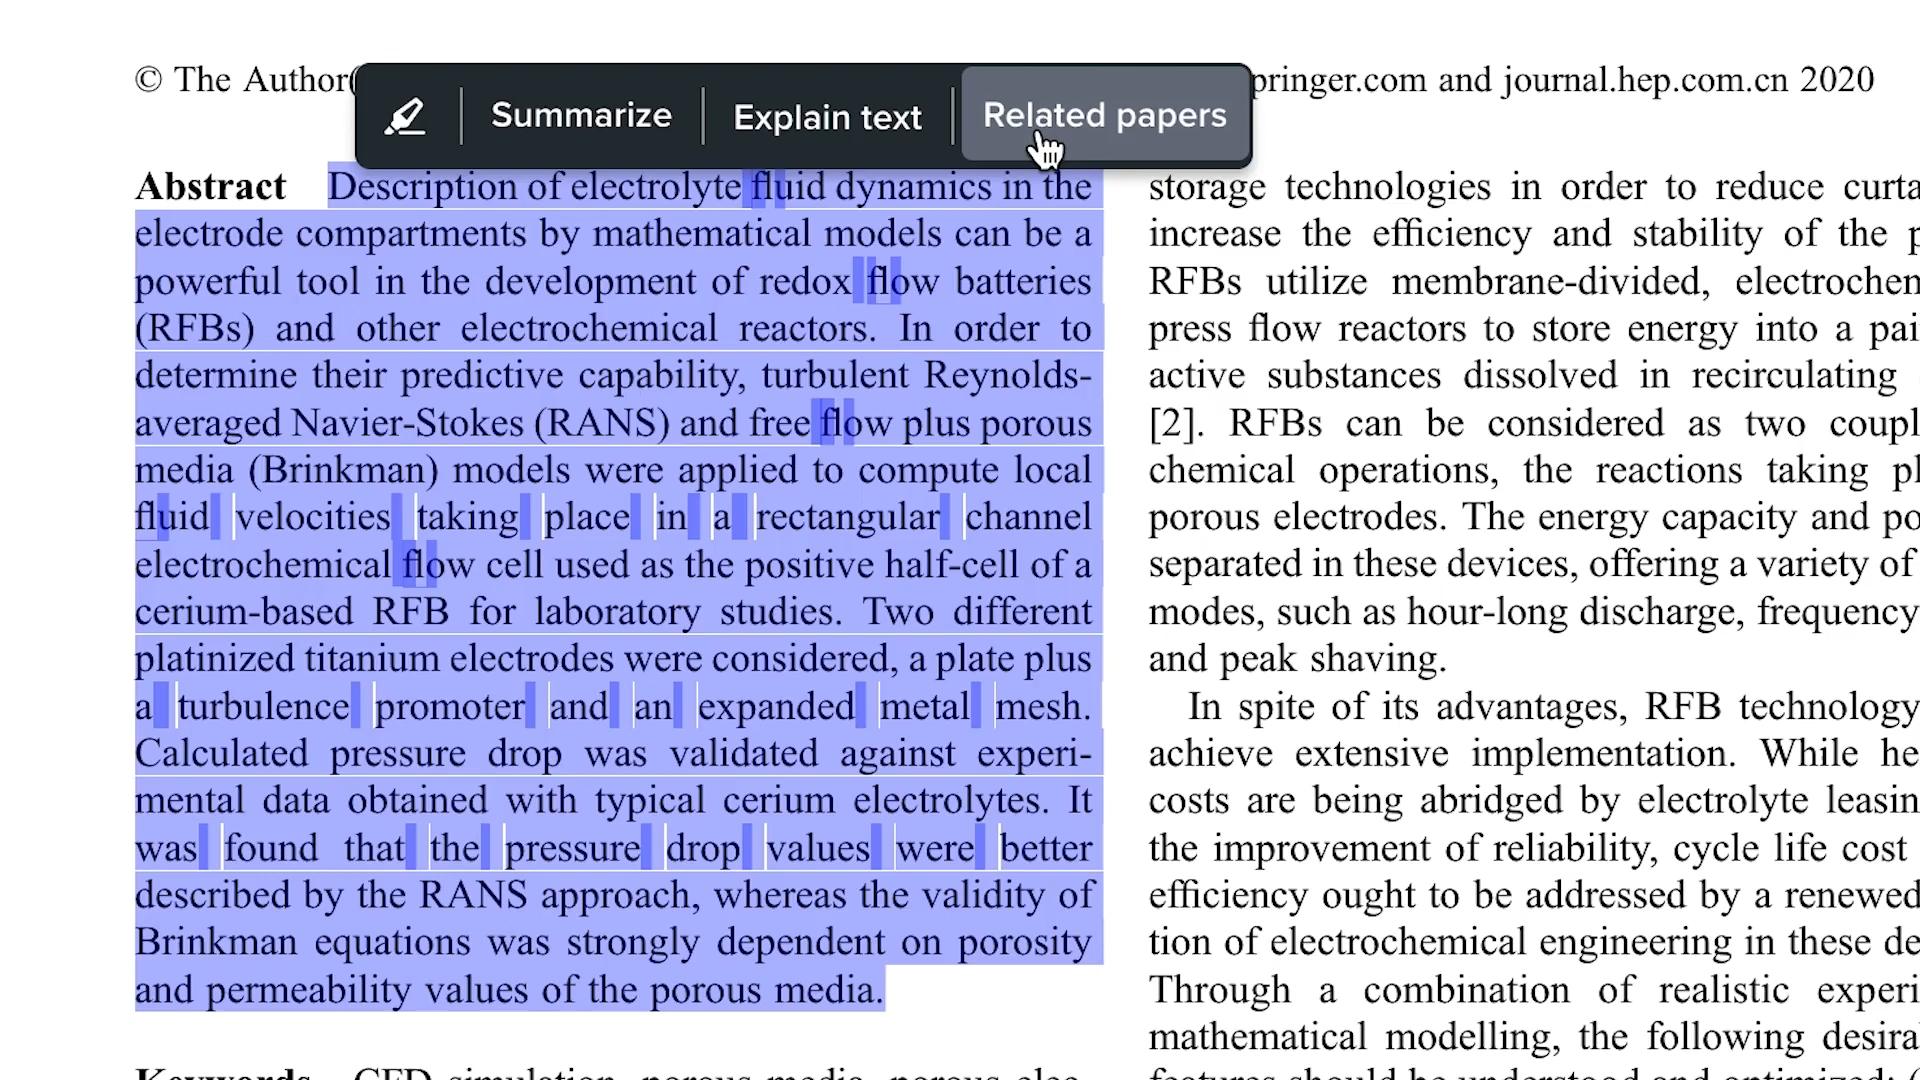 © The Author(
pringer.com and journal.hep.com.cn 2020
Summarize
Explain text
Related papers
Abstract Description of electrolyte fluid dynamics in the
electrode compartments by mathematical models can be a
powerful tool in the development of redox flow batteries
(RFBs) and other electrochemical reactors. In order to
determine their predictive capability, turbulent Reynolds-
averaged Navier-Stokes (RANS) and free flow plus porous
media (Brinkman) models were applied to compute local
fluid velocities taking place in a rectangular channel
electrochemical flow cell used as the positive half-cell of a
cerium-based RFB for laboratory studies. Two different
platinized titanium electrodes were considered, a plate plus
a turbulence promoter and an expanded metal mesh.
Calculated pressure drop was validated against experi-
mental data obtained with typical cerium electrolytes. It
was found that the pressure drop values were better
described by the RANS approach, whereas the validity of
Brinkman equations was strongly dependent on porosity
and permeability values of the porous media.
Keywords CFD simulation, porous media, porous elec-
storage technologies in order to reduce curta
increase the efficiency and stability of the p
RFBs utilize membrane-divided, electrochem
press flow reactors to store energy into a pai
active substances dissolved in recirculating
[2]. RFBs can be considered as two coupl
chemical operations, the reactions taking pl
porous electrodes. The energy capacity and po
separated in these devices, offering a variety of
modes, such as hour-long discharge, frequency
and peak shaving.
In spite of its advantages, RFB technology
achieve extensive implementation. While he
costs are being abridged by electrolyte leasin
the improvement of reliability, cycle life cost
efficiency ought to be addressed by a renewed
tion of electrochemical engineering in these de
Through a combination of realistic experi
mathematical modelling, the following desira
features should be understood and optimized: (